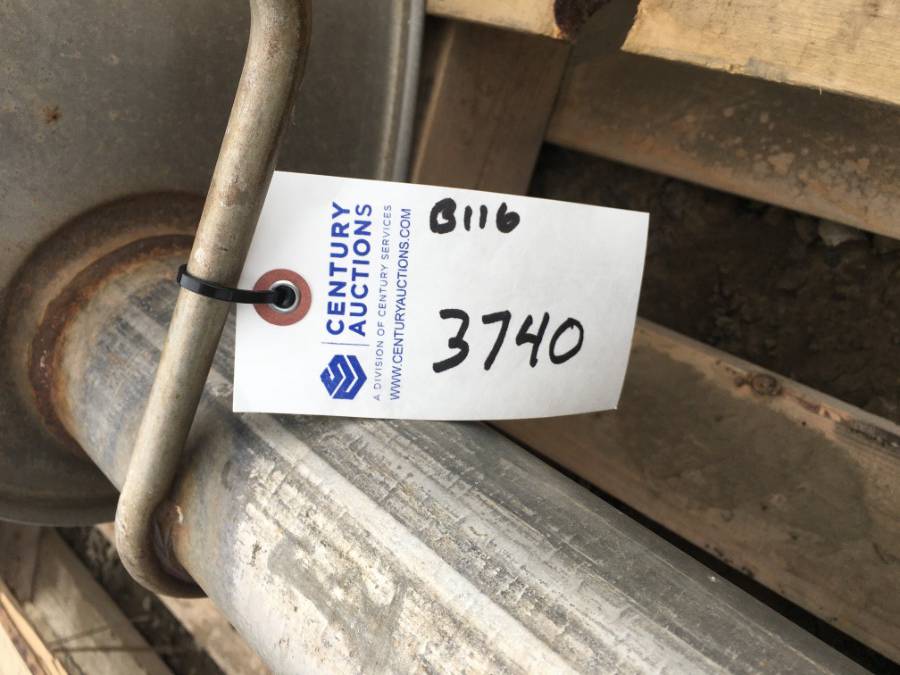 CENTURY
AUCTIONS
A DIVISION OF CENTURY SERVICES
WWW.CENTURYAUCTIONS.COM
B116
3740